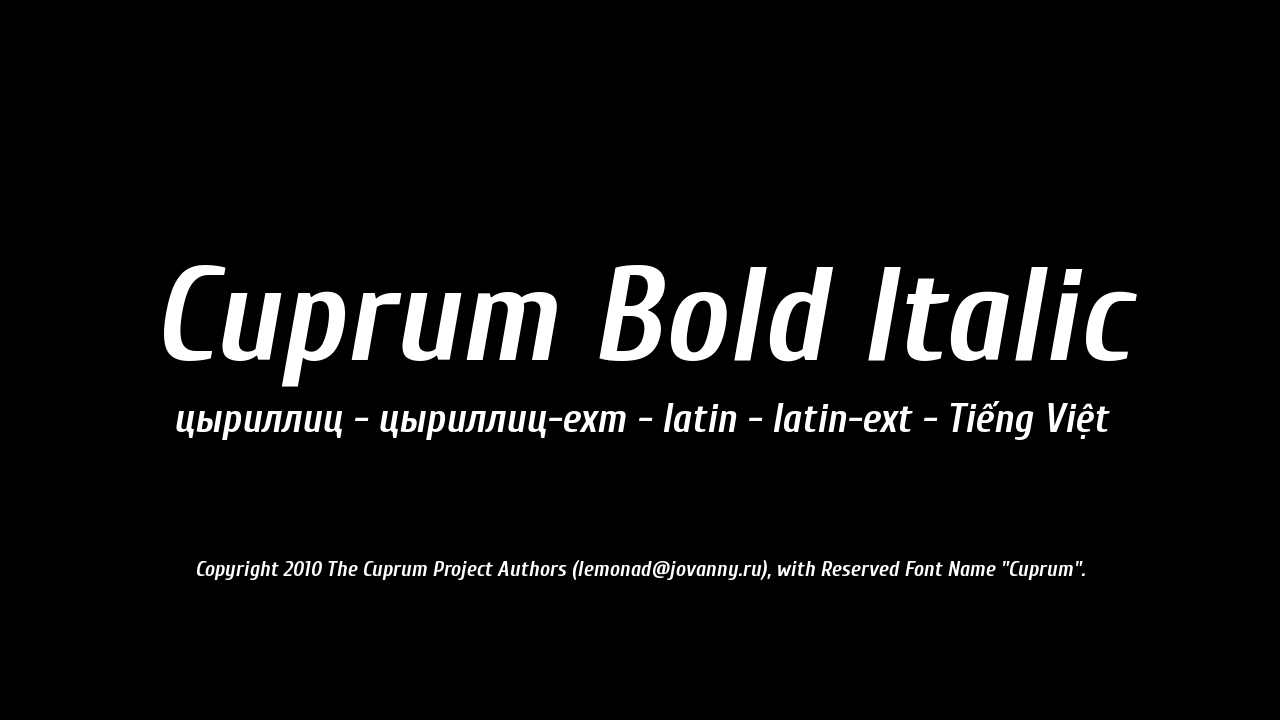 Cuprum Bold Italic
цыриллиц - цыриллиц-ехт - latin - latin-ext - Tiếng Việt
Copyright 2010 The Cuprum Project Authors (lemonad@jovanny.ru), with Reserved Font Name "Cuprum".